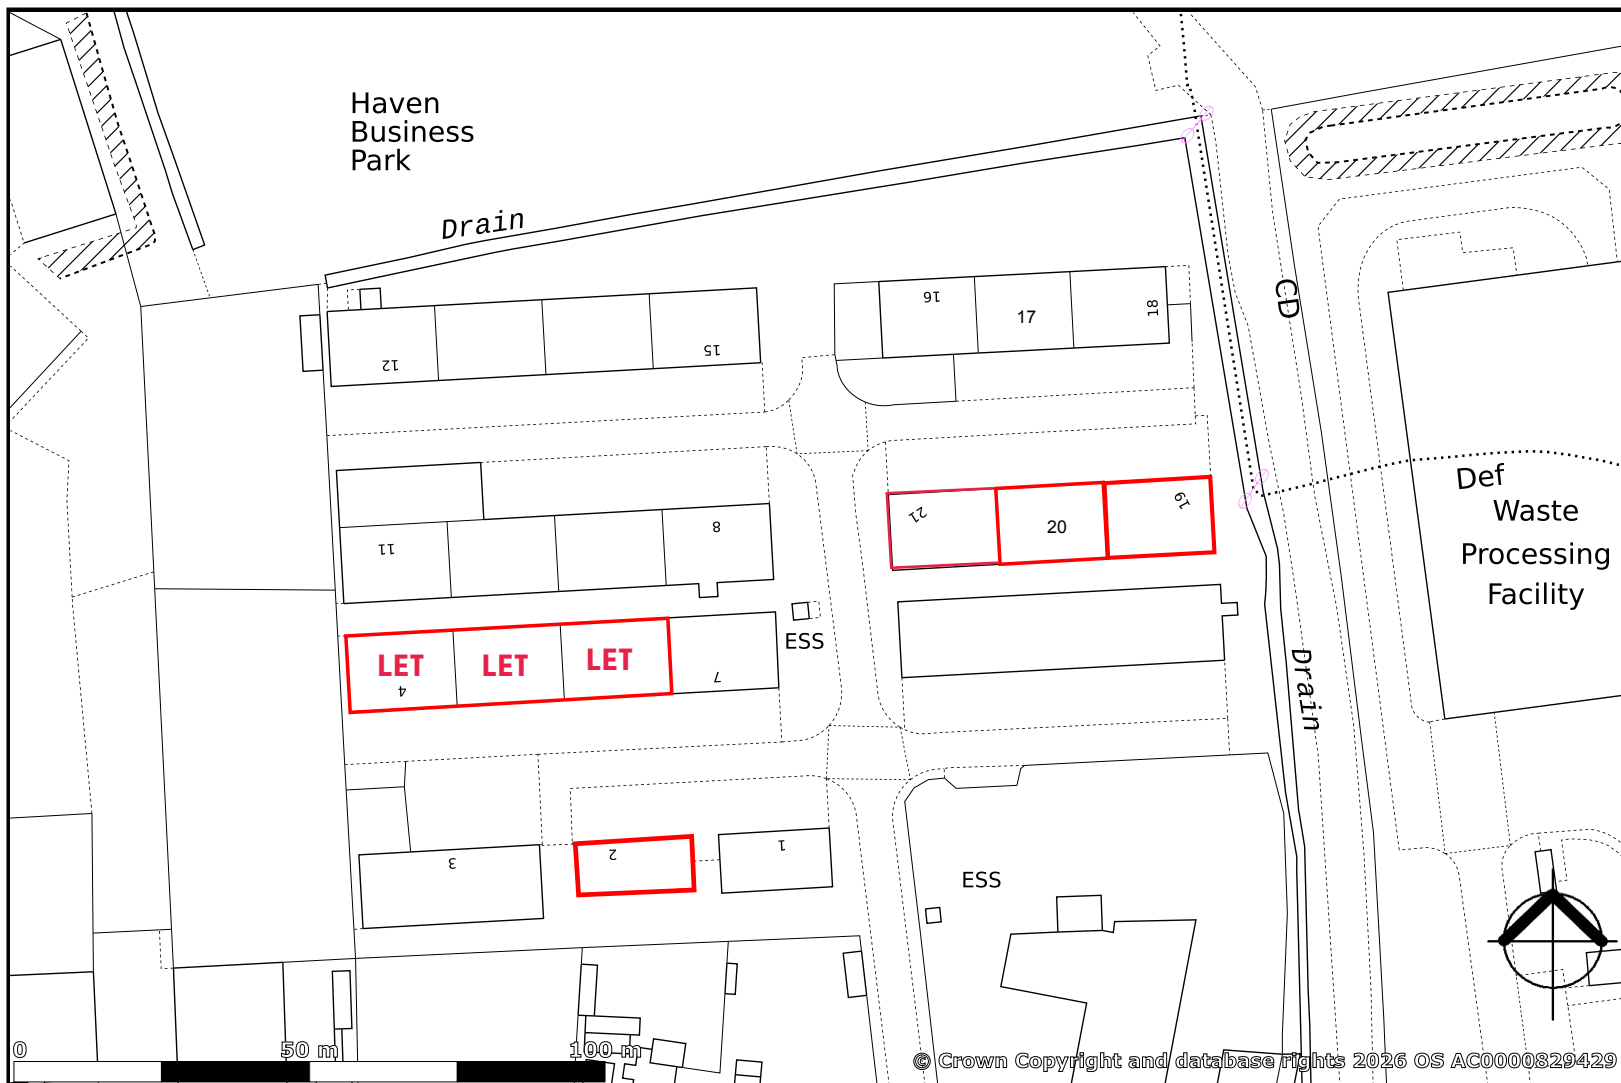 Haven
Business
Park
Drain
16
17
18
CD
12
15
Def
Waste
Processing
Facility
21
20
19
11
8
ESS
LET
LET
LET
4
7
Drain
3
2
1
ESS
0
50 m
100 m
© Crown Copyright and database rights 2026 OS AC0000829429